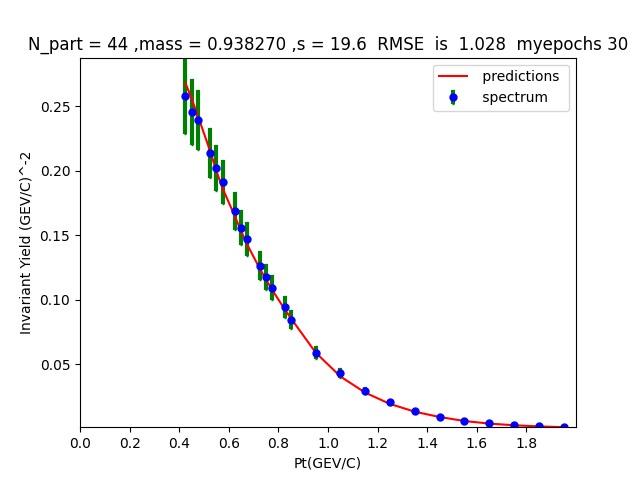 N_part = 44 ,mass = 0.938270 ,s = 19.6  RMSE  is  1.028  myepochs 30
predictions
spectrum
0.25
0.20
0.15
0.10
0.05
Invariant Yield (GEV/C)^-2
0.0 0.2 0.4 0.6 0.8 1.0 1.2 1.4 1.6 1.8
Pt(GEV/C)